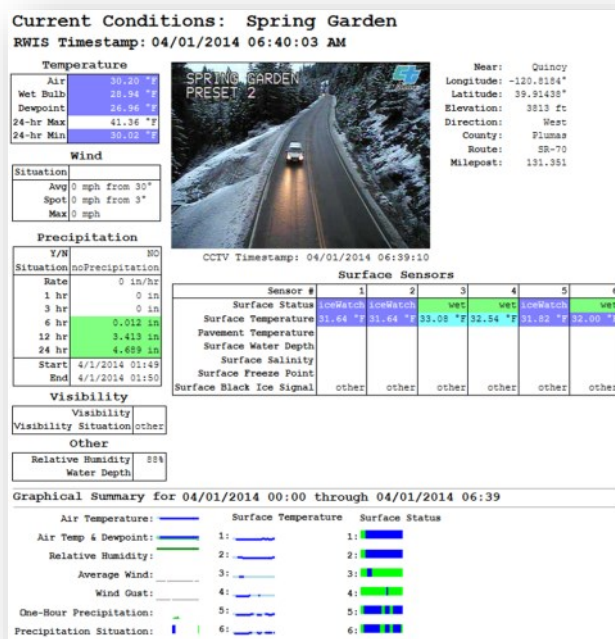 Current Conditions: Spring Garden
RWIS Timestamp: 04/01/2014 06:40:03 AM
Temperature
Air 30.20 °F
Wet Bulb 28.94 °F
Dewpoint 26.96 °F
24-hr Max 41.36 °F
24-hr Min 30.02 °F
Wind
Situation
Avg 0 mph from 30°
Spot 0 mph from 3°
Max 0 mph
Precipitation
Y/N NO
Situation noPrecipitation
Rate 0 in/hr
1 hr 0 in
3 hr 0 in
6 hr 0.012 in
12 hr 3.413 in
24 hr 4.689 in
Start 4/1/2014 01:49
End 4/1/2014 01:50
Visibility
Visibility
Visibility Situation other
Other
Relative Humidity 88%
Water Depth
SPRING GARDEN
PRESET 2
CCTV Timestamp: 04/01/2014 06:39:10
Near: Quincy
Longitude: -120.8184°
Latitude: 39.91438°
Elevation: 3813 ft
Direction: West
County: Plumas
Route: SR-70
Milepost: 131.351
Surface Sensors
Sensor # 1 2 3 4 5 6
Surface Status iceWatch iceWatch wet wet iceWatch wet
Surface Temperature 31.64 °F 31.64 °F 33.08 °F 32.54 °F 31.82 °F 32.00 °F
Pavement Temperature
Surface Water Depth
Surface Salinity
Surface Freeze Point
Surface Black Ice Signal other other other other other other
Graphical Summary for 04/01/2014 00:00 through 04/01/2014 06:39
Air Temperature:
Air Temp & Dewpoint:
Relative Humidity:
Average Wind:
Wind Gust:
One-Hour Precipitation:
Precipitation Situation:
Surface Temperature
1:
2:
3:
4:
5:
6:
Surface Status
1:
2:
3:
4:
5:
6: